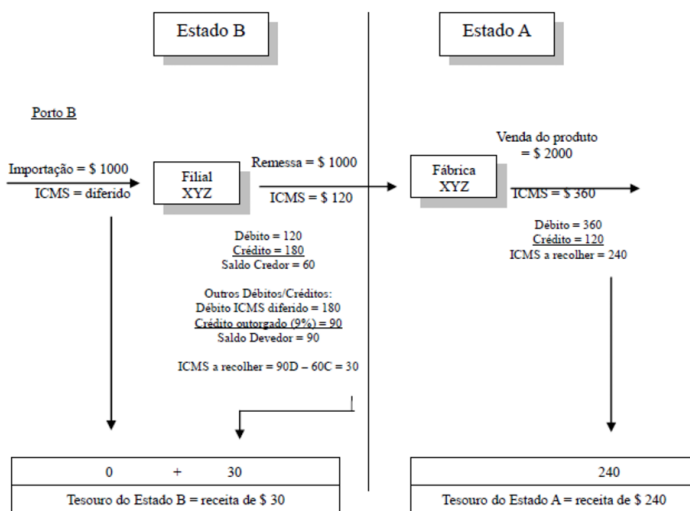 Estado B
Estado A
Porto B
Importação = $ 1000
ICMS = diferido
Filial
XYZ
Remessa = $ 1000
ICMS = $ 120
Fábrica
XYZ
Venda do produto
= $ 2000
ICMS = $ 360
Débito = 120
Crédito = 180
Saldo Credor = 60
Outros Débitos/Créditos:
Débito ICMS diferido = 180
Crédito outorgado (9%) = 90
Saldo Devedor = 90
ICMS a recolher = 90D – 60C = 30
Débito = 360
Crédito = 120
ICMS a recolher = 240
0 + 30
Tesouro do Estado B = receita de $ 30
240
Tesouro do Estado A = receita de $ 240